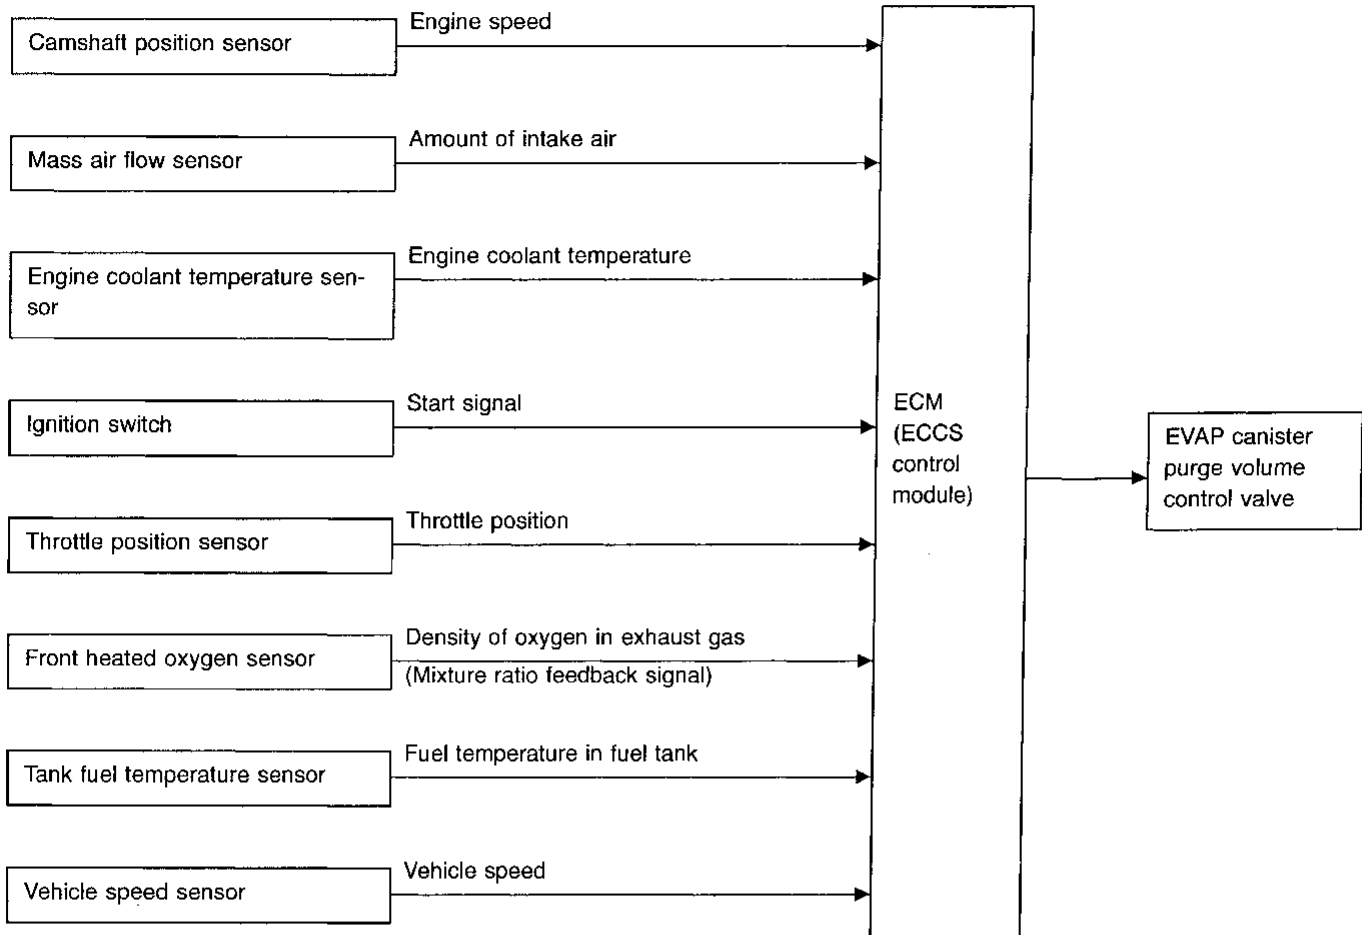 Camshaft position sensor
Engine speed
Mass air flow sensor
Amount of intake air
Engine coolant temperature sen-
sor
Engine coolant temperature
Ignition switch
Start signal
Throttle position sensor
Throttle position
Front heated oxygen sensor
Density of oxygen in exhaust gas
(Mixture ratio feedback signal)
Tank fuel temperature sensor
Fuel temperature in fuel tank
Vehicle speed sensor
Vehicle speed
ECM
(ECCS
control
module)
EVAP canister
purge volume
control valve